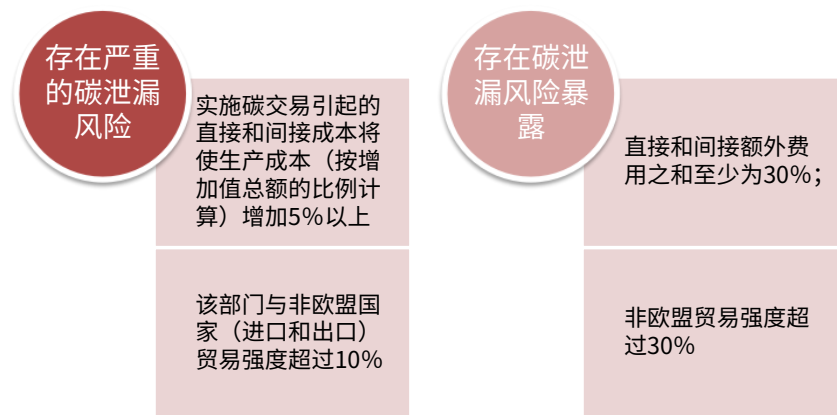 存在严重
的碳泄漏
风险
实施碳交易引起的
直接和间接成本将
使生产成本（按增
加值总额的比例计
算）增加5%以上
该部门与非欧盟国
家（进口和出口）
贸易强度超过10%
存在碳泄
漏风险暴
露
直接和间接额外费
用之和至少为30%；
非欧盟贸易强度超
过30%